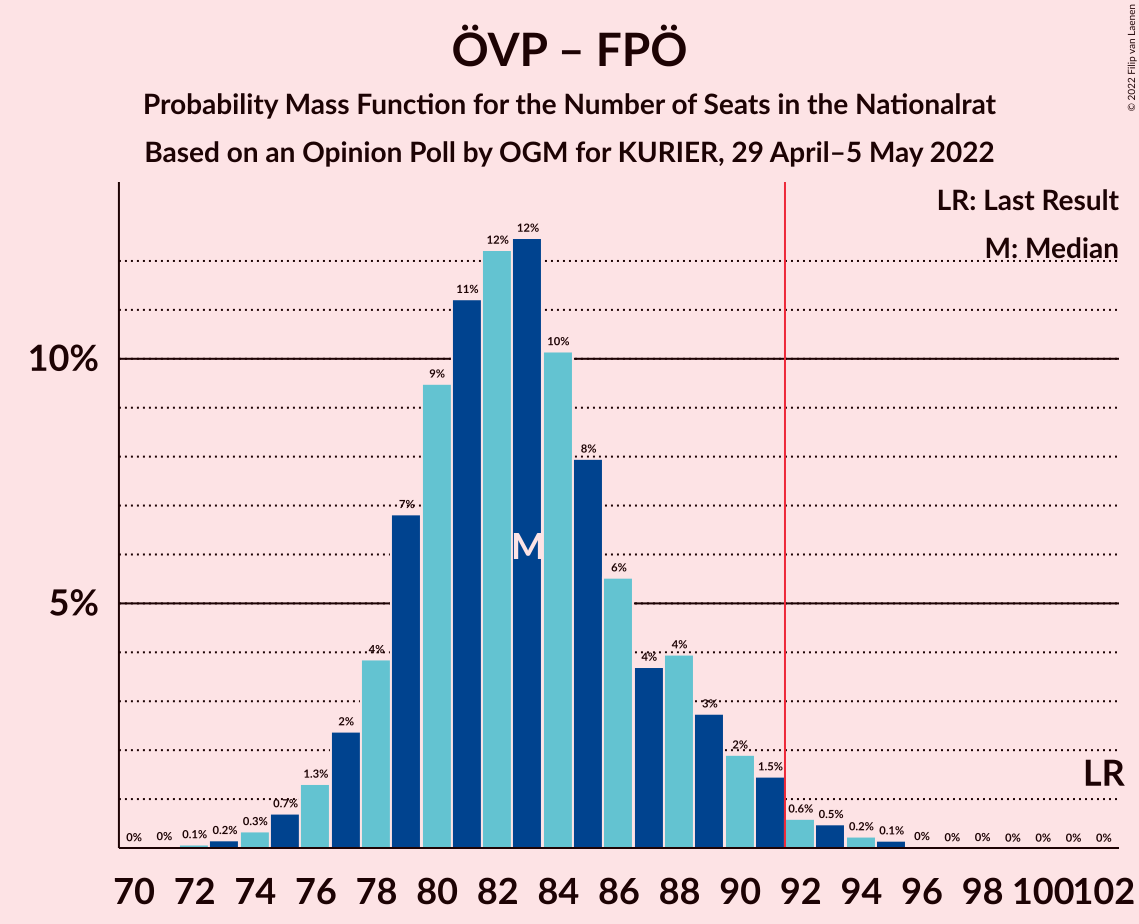 ÖVP – FPÖ
Probability Mass Function for the Number of Seats in the Nationalrat
Based on an Opinion Poll by OGM for KURIER, 29 April–5 May 2022
© 2022 Filip van Laenen
LR: Last Result
M: Median
12%
12%
11%
10%
10%
9%
8%
7%
M
6%
5%
4%
4%
4%
3%
2%
2%
1.5%
LR
1.3%
0.7%
0.6%
0.5%
0.3%
0.2%
0.2%
0.1%
0.1%
0% 0% 0% 0% 0% 0% 0% 0% 0%
70 72 74 76 78 80 82 84 86 88 90 92 94 96 98 100 102